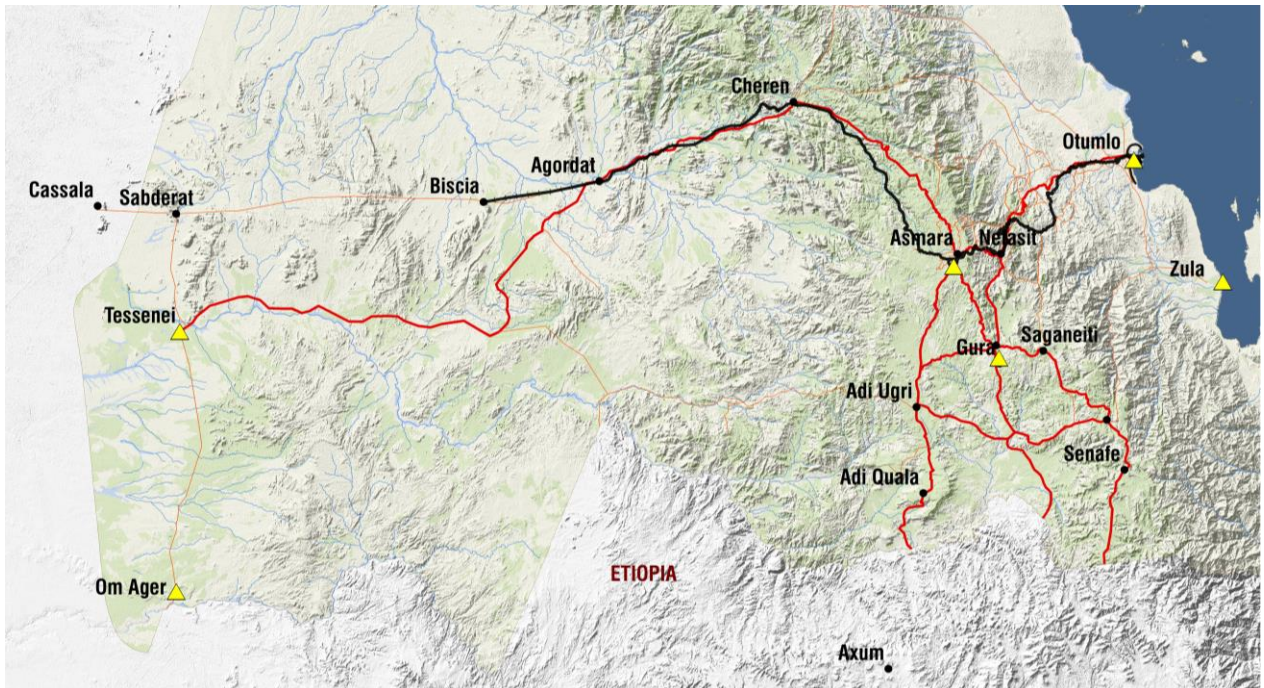 Cheren
Otumlo
Agordat
Biscia
Cassala
Sabderat
Asmara
Nefasit
Zula
Tessenei
Saganeiti
Gura
Adi Ugri
Senafe
Adi Quala
ETIOPIA
Om Ager
Axum